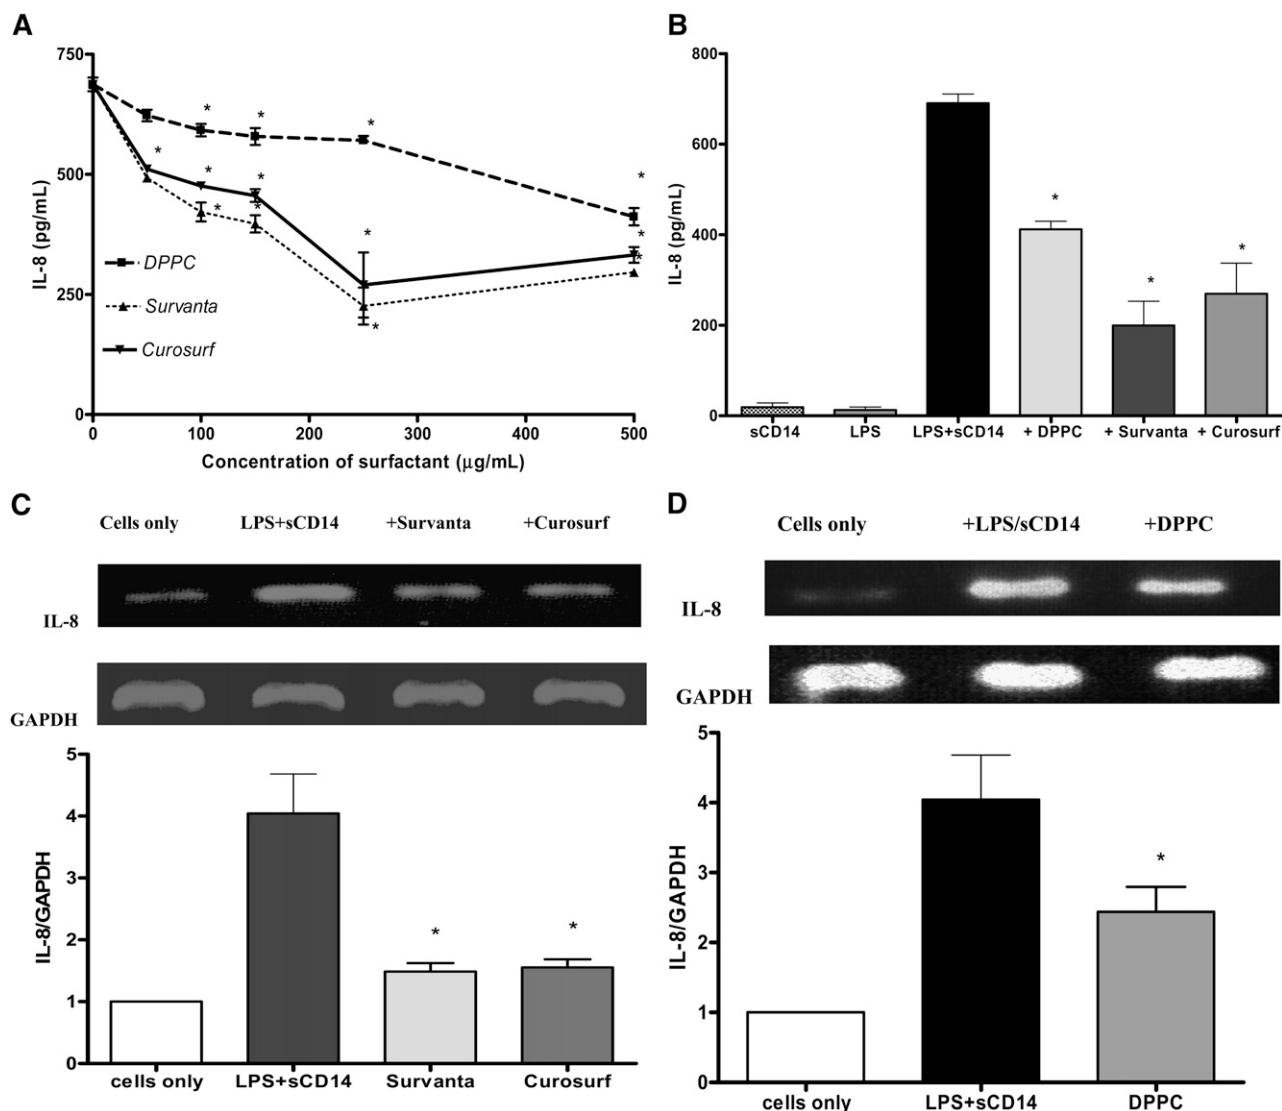 A
750
500
250
0
IL-8 (pg/mL)
* * * * * * * * * * * * * *
DPPC
Survanta
Curosurf
0 100 200 300 400 500
Concentration of surfactant (μg/mL)
B
800
600
400
200
0
IL-8 (pg/mL)
* * *
sCD14 LPS LPS+sCD14 + DPPC + Survanta + Curosurf
C
Cells only LPS+sCD14 +Survanta +Curosurf
IL-8
GAPDH
5
4
3
2
1
0
IL-8/GAPDH
* *
cells only LPS+sCD14 Survanta Curosurf
D
Cells only +LPS/sCD14 +DPPC
IL-8
GAPDH
5
4
3
2
1
0
IL-8/GAPDH
*
cells only LPS+sCD14 DPPC